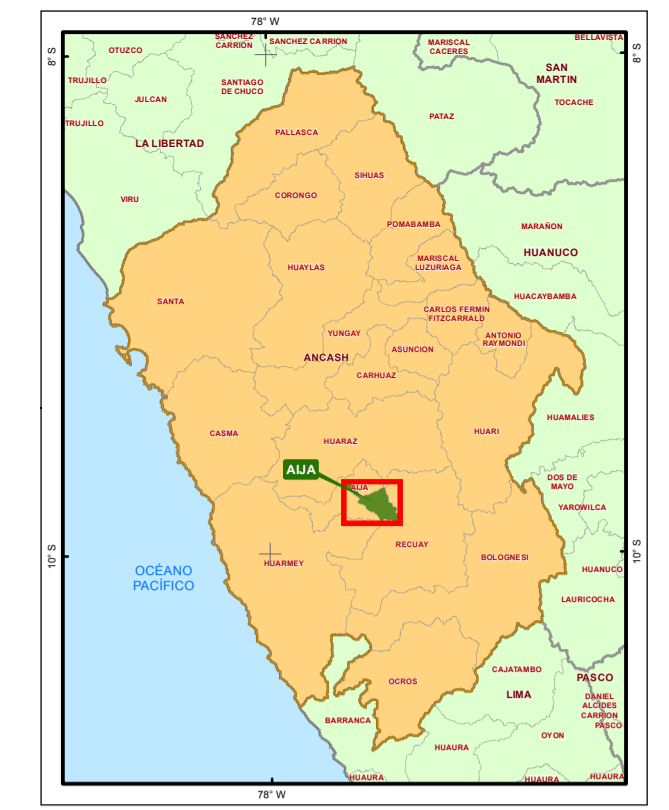 78° W
8° S
8° S
OTUZCO
SANCHEZ
CARRION
SANCHEZ CARRION
MARISCAL
CACERES
BELLAVISTA
SAN
MARTIN
TRUJILLO
JULCAN
SANTIAGO
DE CHUCO
TOCACHE
PATAZ
TRUJILLO
LA LIBERTAD
PALLASCA
SIHUAS
CORONGO
VIRU
POMABAMBA
MARAÑON
HUANUCO
MARISCAL
LUZURIAGA
HUAYLAS
HUACAYBAMBA
SANTA
CARLOS FERMIN
FITZCARRALD
YUNGAY
ANTONIO
RAYMONDI
ASUNCION
ANCASH
CARHUAZ
HUAMALIES
CASMA
HUARI
HUARAZ
AIJA
AIJA
DOS DE
MAYO
YAROWILCA
RECUAY
10° S
10° S
HUARMEY
BOLOGNESI
OCÉANO
PACÍFICO
HUANUCO
LAURICOCHA
CAJATAMBO
PASCO
OCROS
LIMA
DANIEL
ALCIDES
CARRION
PASCO
BARRANCA
OYON
HUAURA
HUAURA
HUAURA
HUAURA
78° W